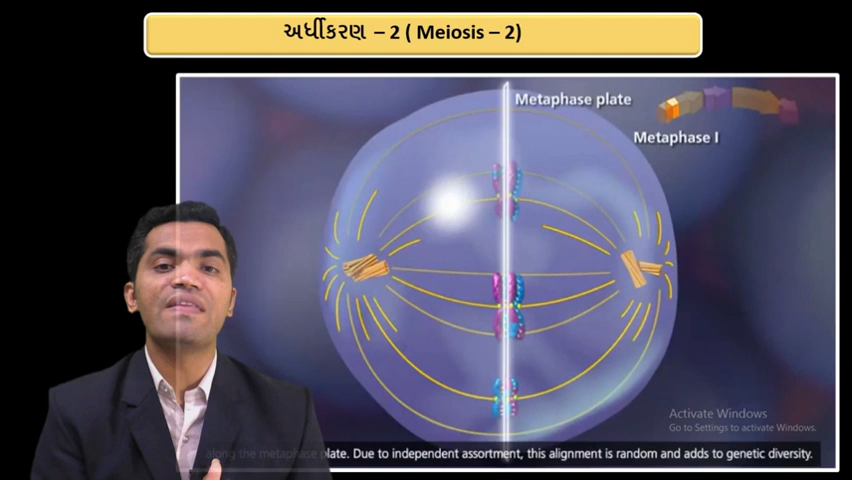 અર્ધીકરણ – 2 ( Meiosis – 2)
Metaphase plate
Metaphase I
Activate Windows
Go to Settings to activate Windows.
along the metaphase plate. Due to independent assortment, this alignment is random and adds to genetic diversity.